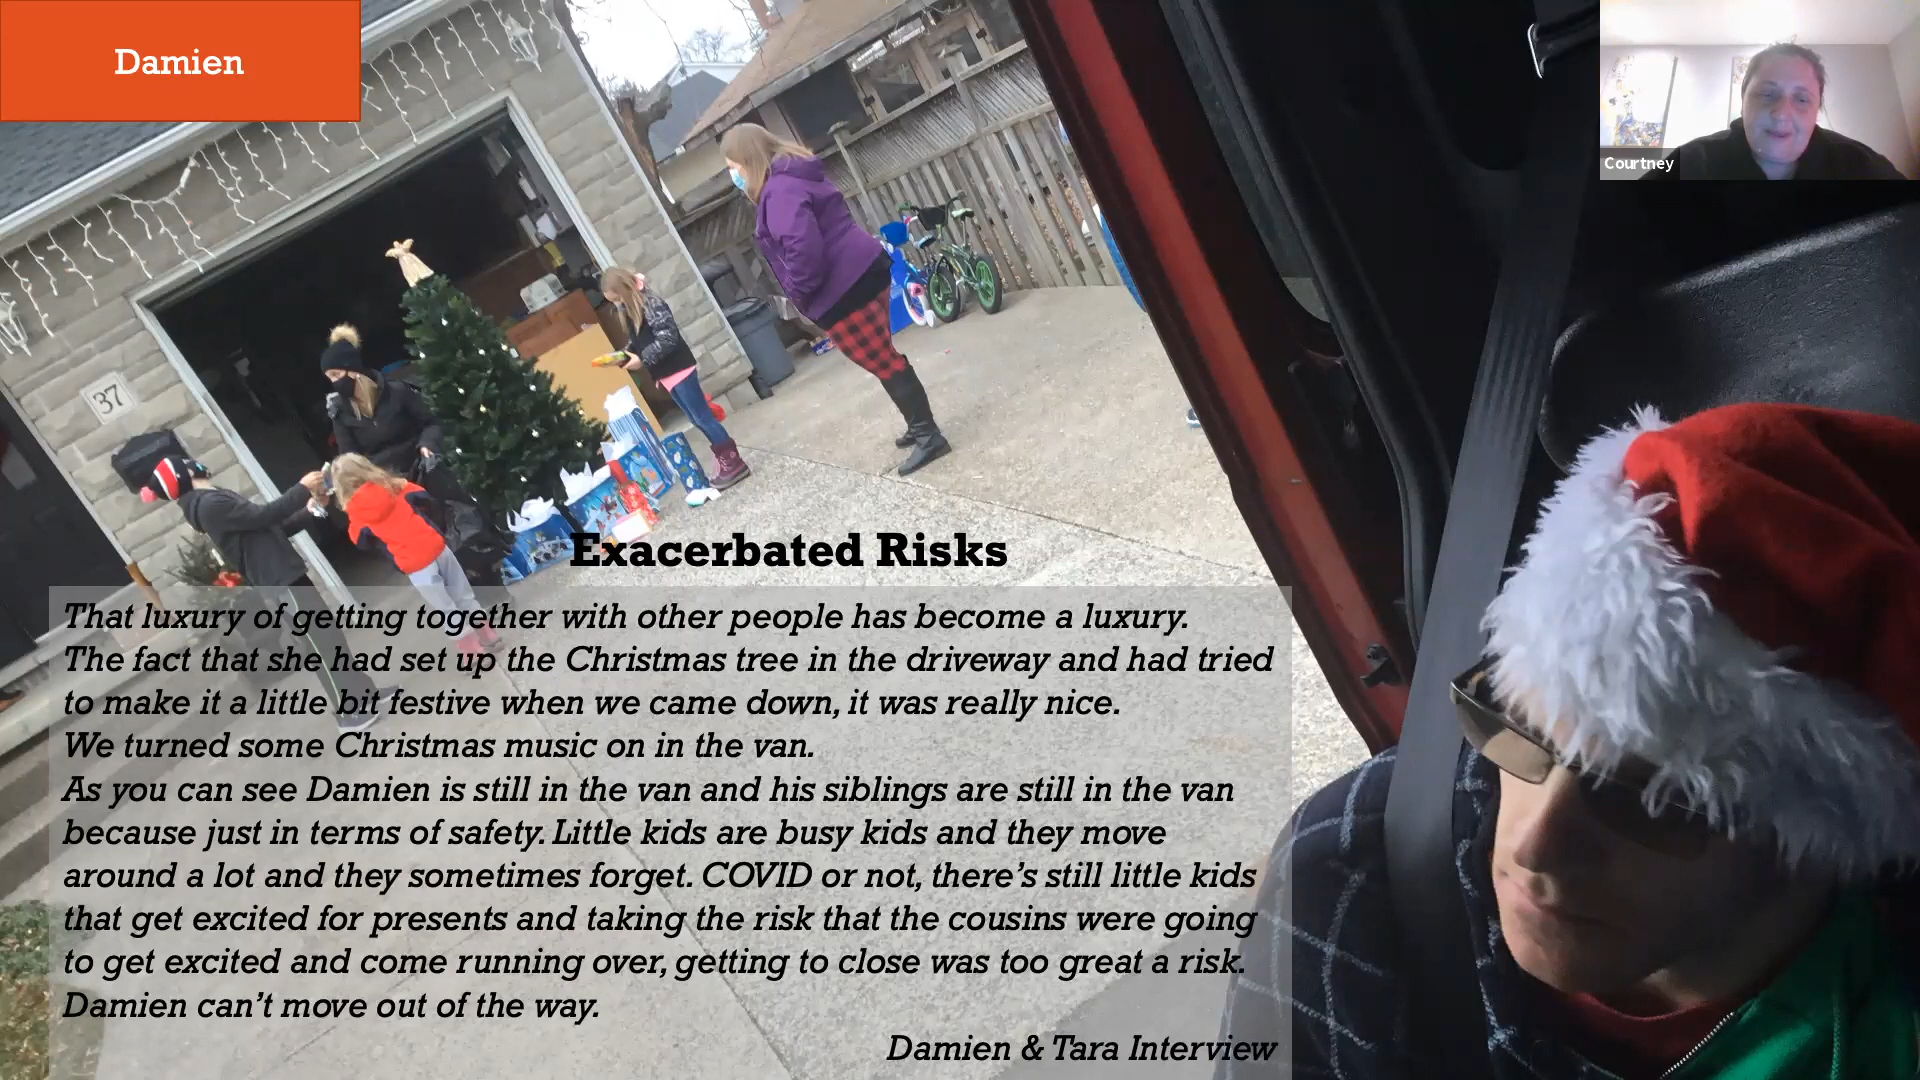 Damien
Courtney
37
Exacerbated Risks
That luxury of getting together with other people has become a luxury.
The fact that she had set up the Christmas tree in the driveway and had tried
to make it a little bit festive when we came down, it was really nice.
We turned some Christmas music on in the van.
As you can see Damien is still in the van and his siblings are still in the van
because just in terms of safety. Little kids are busy kids and they move
around a lot and they sometimes forget. COVID or not, there's still little kids
that get excited for presents and taking the risk that the cousins were going
to get excited and come running over, getting to close was too great a risk.
Damien can't move out of the way.
Damien & Tara Interview